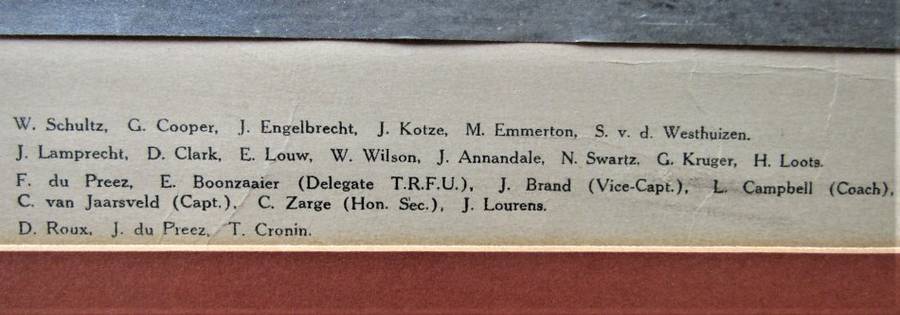 W. Schultz, G. Cooper, J. Engelbrecht, J. Kotze, M. Emmerton, S. v. d. Westhuizen.
J. Lamprecht, D. Clark, E. Louw, W. Wilson, J. Annandale, N. Swartz, G. Kruger, H. Loots.
F. du Preez, E. Boonzaaier (Delegate T.R.F.U.), J. Brand (Vice-Capt.), L. Campbell (Coach),
C. van Jaarsveld (Capt.), C. Zarge (Hon. Sec.), J. Lourens.
D. Roux, J. du Preez, T. Cronin.